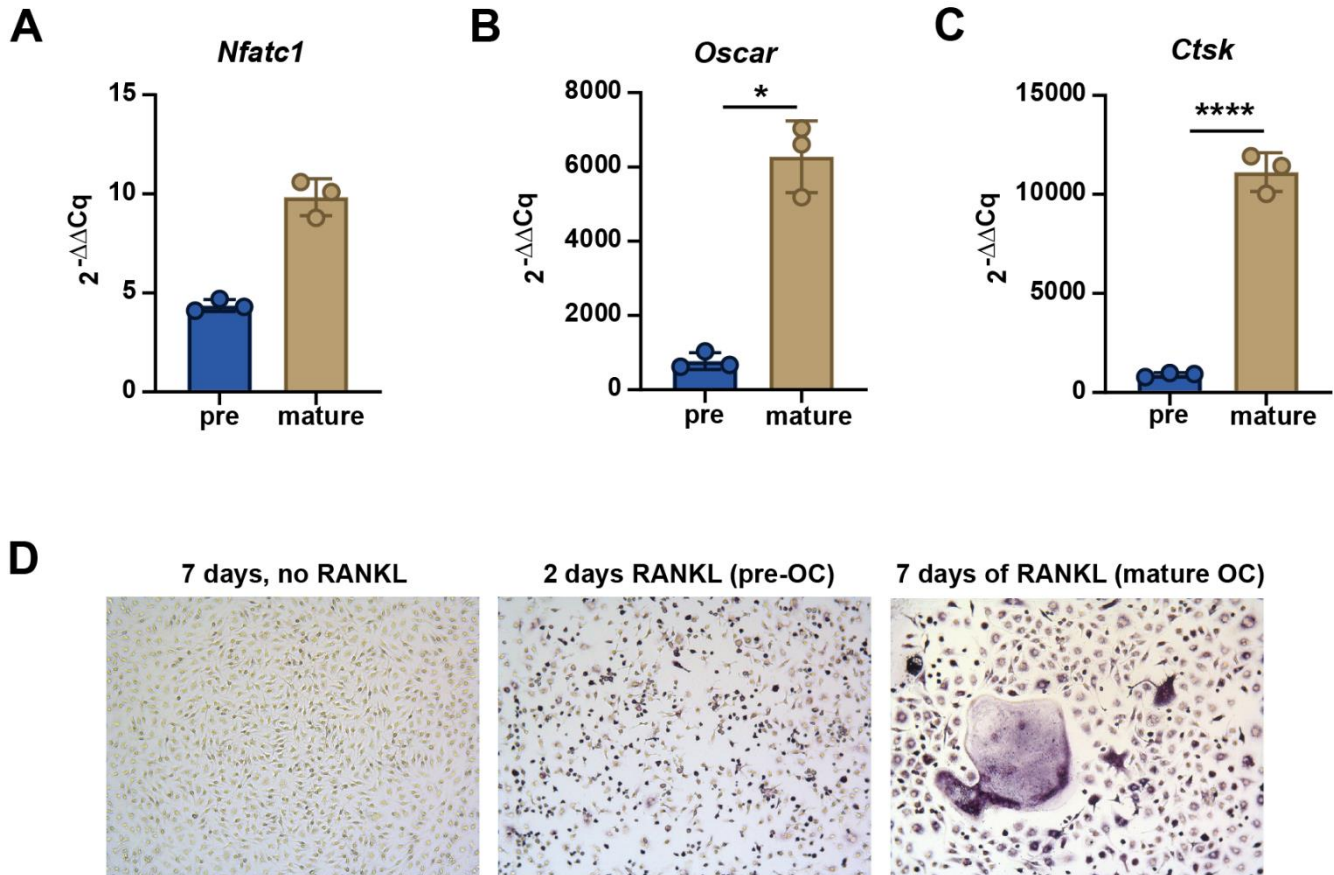 A
Nfatc1
15
10
5
0
2^-ΔΔCq
pre mature
B
Oscar
*
8000
6000
4000
2000
0
2^-ΔΔCq
pre mature
C
Ctsk
****
15000
10000
5000
0
2^-ΔΔCq
pre mature
D
7 days, no RANKL
2 days RANKL (pre-OC)
7 days of RANKL (mature OC)